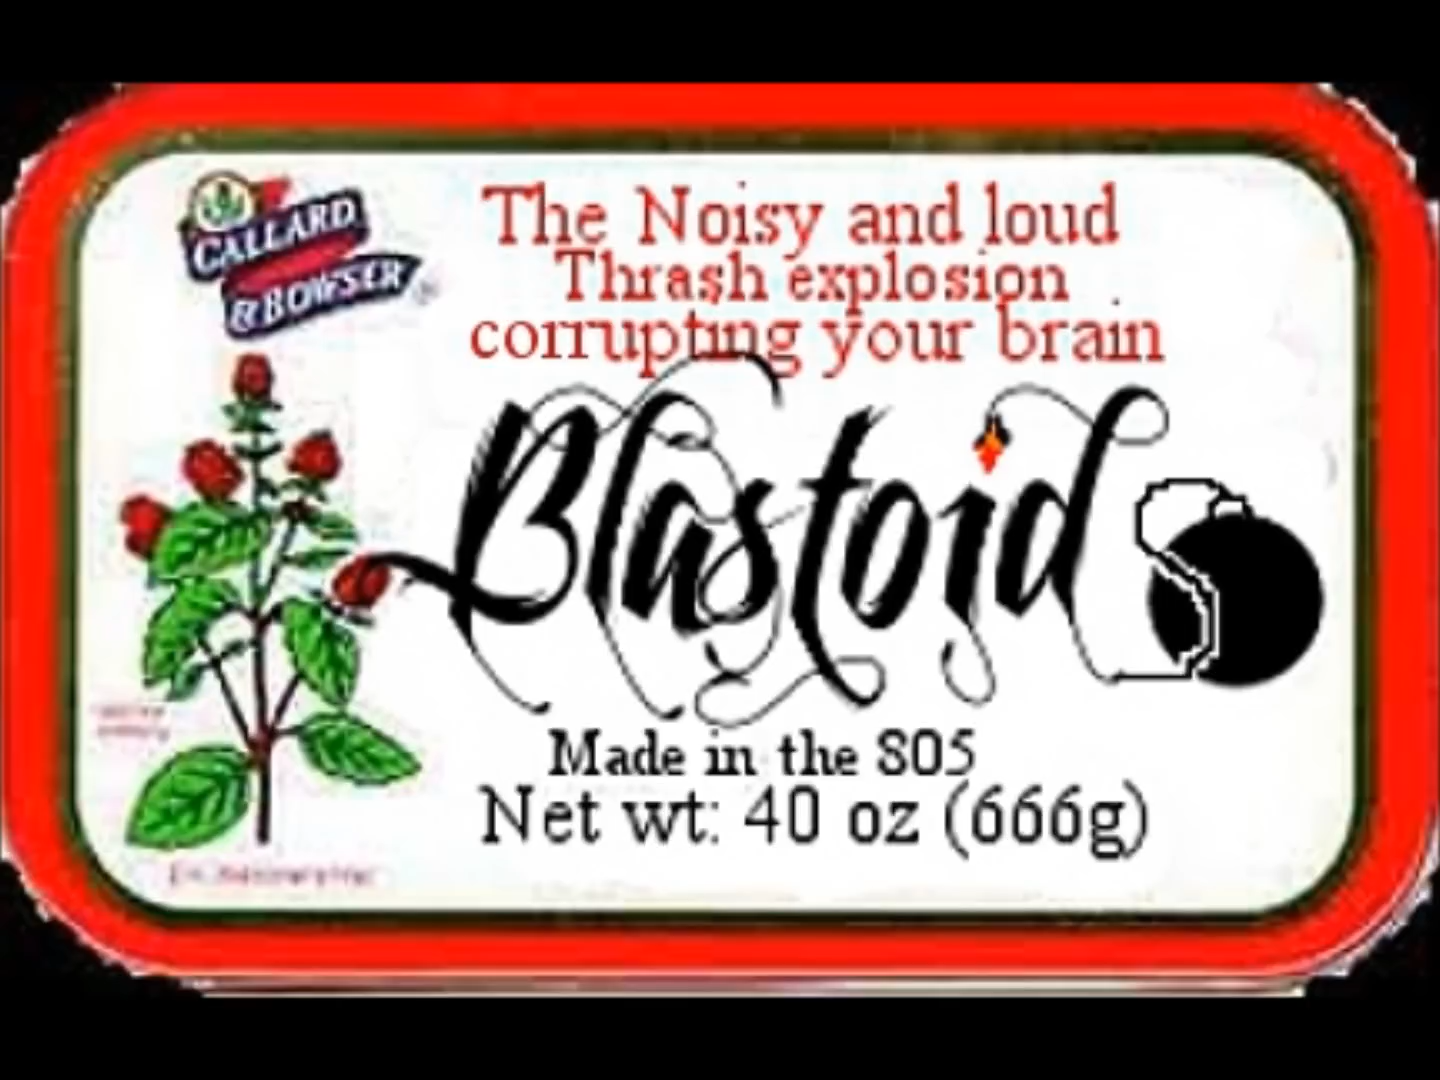 CALLARD
& BOWSER
The Noisy and loud
Thrash explosion
corrupting your brain
Blastoid
Made in the 805
Net wt: 40 oz (666g)